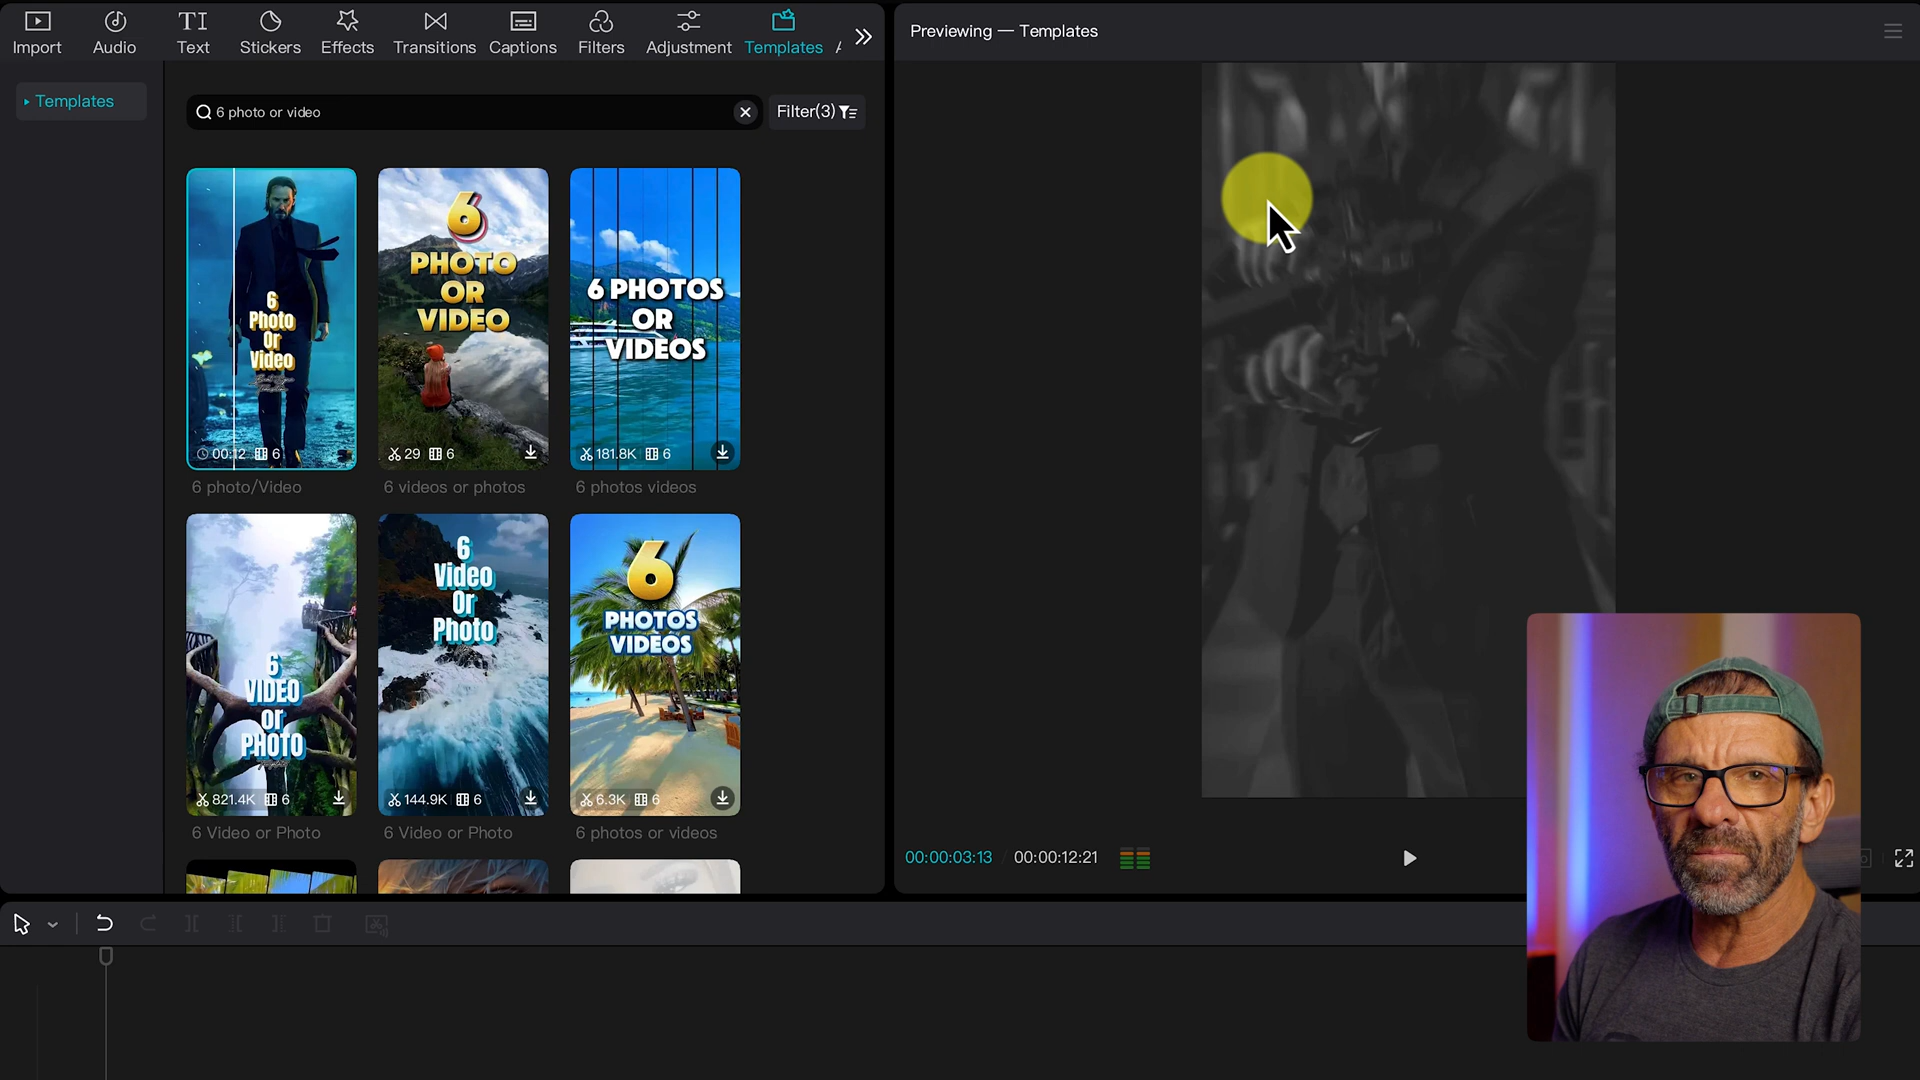 Import
Audio
Text
Stickers
Effects
Transitions
Captions
Filters
Adjustment
Templates
Previewing — Templates
Templates
6 photo or video
Filter(3)
6
Photo
Or
Video
00:12 6
6 photo/Video
6
PHOTO
OR
VIDEO
29 6
6 videos or photos
6 PHOTOS
OR
VIDEOS
181.8K 6
6 photos videos
6
VIDEO
or
PHOTO
821.4K 6
6 Video or Photo
6
Video
Or
Photo
144.9K 6
6 Video or Photo
6
PHOTOS
VIDEOS
6.3K 6
6 photos or videos
00:00:03:13 / 00:00:12:21